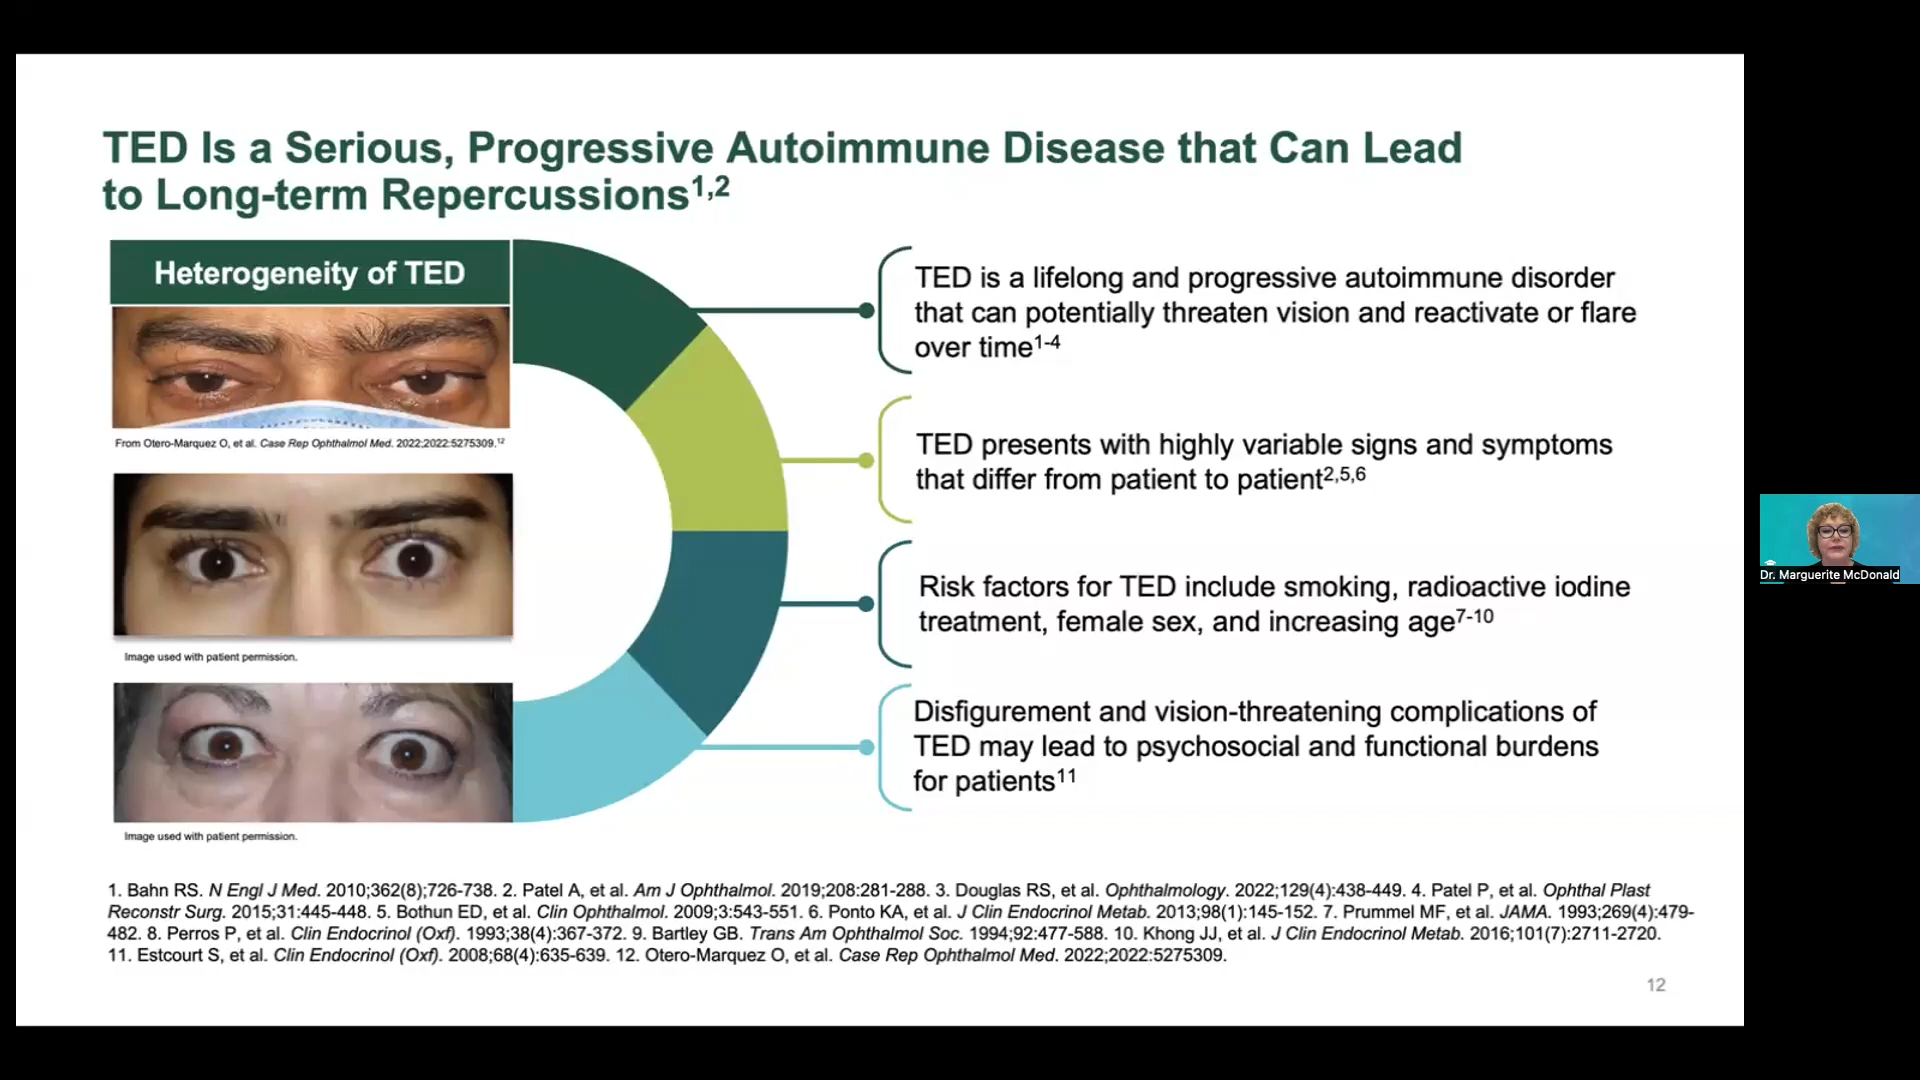 TED Is a Serious, Progressive Autoimmune Disease that Can Lead
to Long-term Repercussions1,2
Heterogeneity of TED
From Otero-Marquez O, et al. Case Rep Ophthalmol Med. 2022;2022:5275309.12
Image used with patient permission.
Image used with patient permission.
TED is a lifelong and progressive autoimmune disorder
that can potentially threaten vision and reactivate or flare
over time1-4
TED presents with highly variable signs and symptoms
that differ from patient to patient2,5,6
Risk factors for TED include smoking, radioactive iodine
treatment, female sex, and increasing age7-10
Disfigurement and vision-threatening complications of
TED may lead to psychosocial and functional burdens
for patients11
Dr. Marguerite McDonald
1. Bahn RS. N Engl J Med. 2010;362(8);726-738. 2. Patel A, et al. Am J Ophthalmol. 2019;208:281-288. 3. Douglas RS, et al. Ophthalmology. 2022;129(4):438-449. 4. Patel P, et al. Ophthal Plast
Reconstr Surg. 2015;31:445-448. 5. Bothun ED, et al. Clin Ophthalmol. 2009;3:543-551. 6. Ponto KA, et al. J Clin Endocrinol Metab. 2013;98(1):145-152. 7. Prummel MF, et al. JAMA. 1993;269(4):479-
482. 8. Perros P, et al. Clin Endocrinol (Oxf). 1993;38(4):367-372. 9. Bartley GB. Trans Am Ophthalmol Soc. 1994;92:477-588. 10. Khong JJ, et al. J Clin Endocrinol Metab. 2016;101(7):2711-2720.
11. Estcourt S, et al. Clin Endocrinol (Oxf). 2008;68(4):635-639. 12. Otero-Marquez O, et al. Case Rep Ophthalmol Med. 2022;2022:5275309.
12